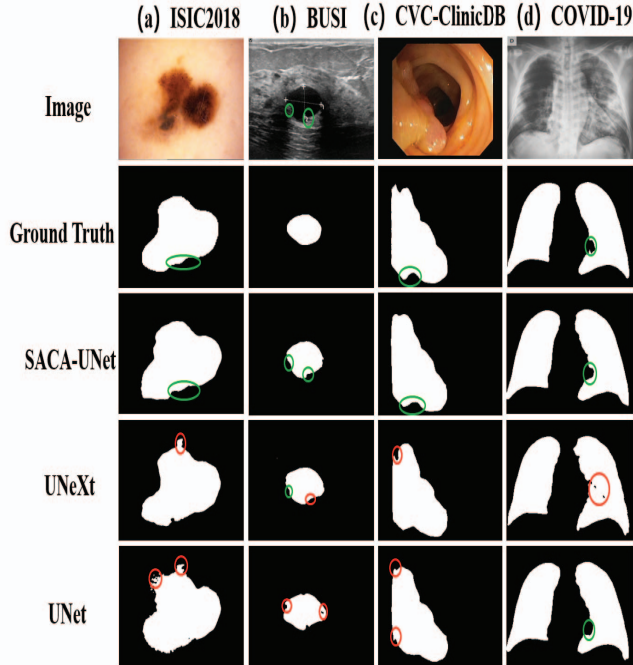 (a) ISIC2018 (b) BUSI (c) CVC-ClinicDB (d) COVID-19
Image
Ground Truth
SACA-UNet
UNeXt
UNet